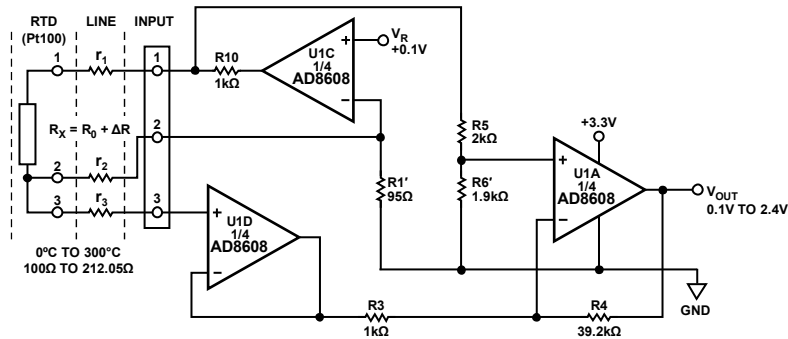 RTD
(Pt100)
LINE
INPUT
1
r1
1
R10
1kΩ
U1C
1/4
AD8608
+
−
VR
+0.1V
2
RX = R0 + ΔR
2
r2
3
r3
3
0ºC TO 300°C
100Ω TO 212.05Ω
+
−
U1D
1/4
AD8608
R1′
95Ω
R5
2kΩ
R6′
1.9kΩ
+3.3V
+
−
U1A
1/4
AD8608
VOUT
0.1V TO 2.4V
GND
R3
1kΩ
R4
39.2kΩ